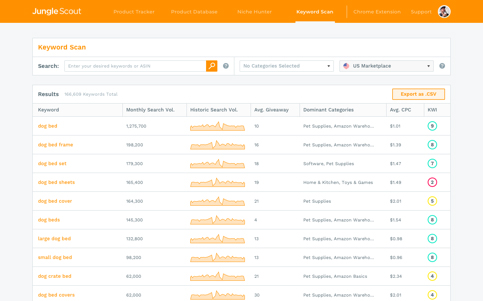 Jungle Scout Product Tracker Product Database Niche Hunter Keyword Scan Chrome Extension Support
Keyword Scan
Search: Enter your desired keywords or ASIN No Categories Selected US Marketplace
Results Keywords Total Export as .CSV
Keyword Monthly Search Vol. Historic Search Vol. Avg. Giveaway Dominant Categories Avg. CPC KWI
dog bed 1,275,700 10 Pet Supplies, Amazon Wareho... $1.01 9
dog bed frame 198,200 16 Pet Supplies, Amazon Wareho... $1.39 8
dog bed set 179,300 18 Software, Pet Supplies $1.47 7
dog bed sheets 165,400 19 Home & Kitchen, Toys & Games $1.49 2
dog bed cover 164,300 21 Pet Supplies $2.01 5
dog beds 145,300 4 Pet Supplies, Amazon Wareho... $1.04 8
large dog bed 132,800 13 Pet Supplies, Amazon Wareho... $0.98 8
small dog bed 98,200 13 Pet Supplies, Amazon Wareho... $0.96 8
dog crate bed 62,000 21 Pet Supplies, Amazon Basics $2.34 4
dog bed covers 62,000 30 Pet Supplies, Amazon Wareho... $2.01 4